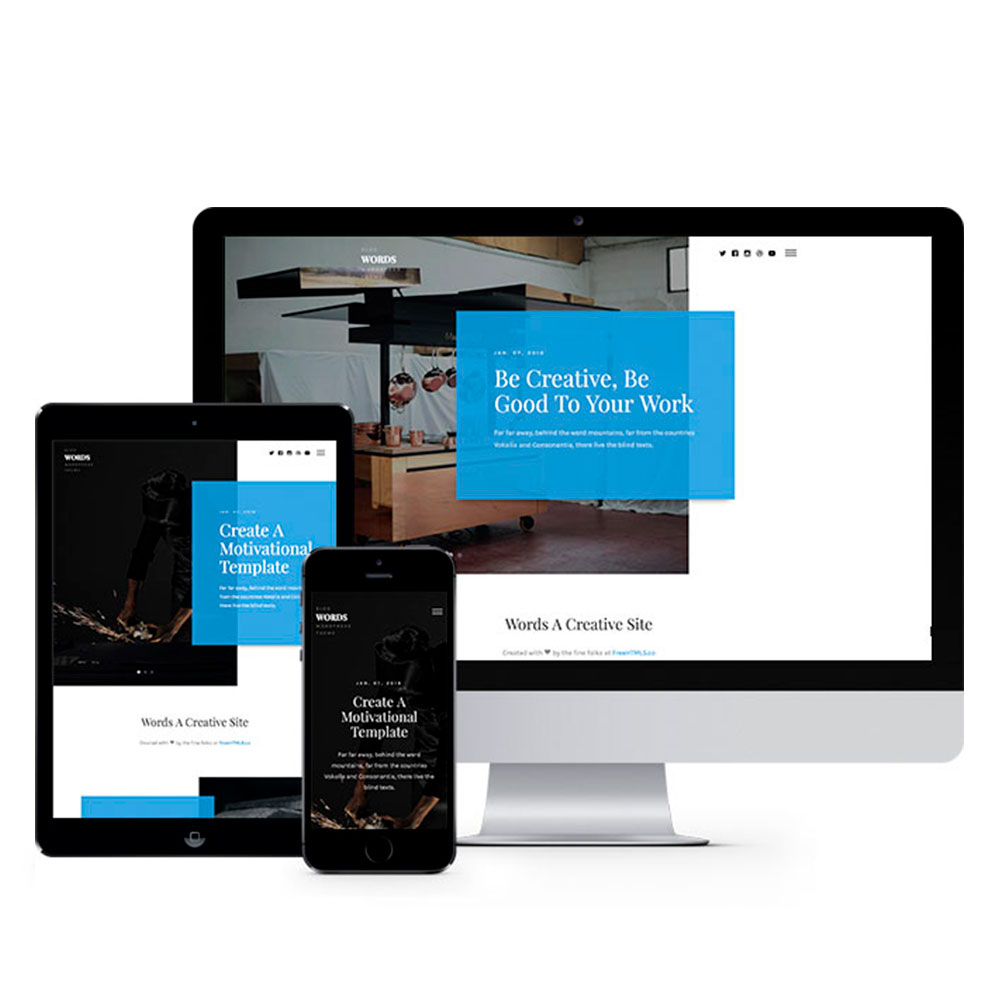 BLOG
WORDS
WORDPRESS
THEME
JAN. 07, 2018
Be Creative, Be
Good To Your Work
Far far away, behind the word mountains, far from the countries
Vokalia and Consonantia, there live the blind texts.
Words A Creative Site
Created with ❤ by the fine folks at FreeHTML5.co
BLOG
WORDS
WORDPRESS
THEME
JAN. 07, 2018
Create A
Motivational
Template
Far far away, behind the word moun
from the countries Vokalia and Con
there live the blind texts.
Words A Creative Site
Created with ❤ by the fine folks at FreeHTML5.co
BLOG
WORDS
WORDPRESS
THEME
JAN. 07, 2018
Create A
Motivational
Template
Far far away, behind the word
mountains, far from the countries
Vokalia and Consonantia, there live the
blind texts.